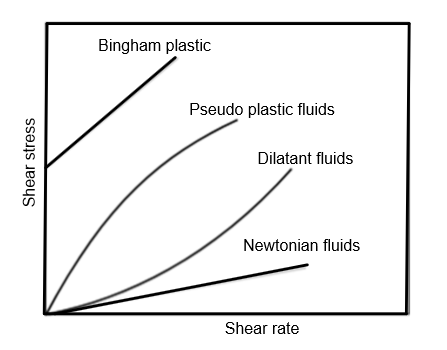 Bingham plastic
Pseudo plastic fluids
Dilatant fluids
Newtonian fluids
Shear stress
Shear rate